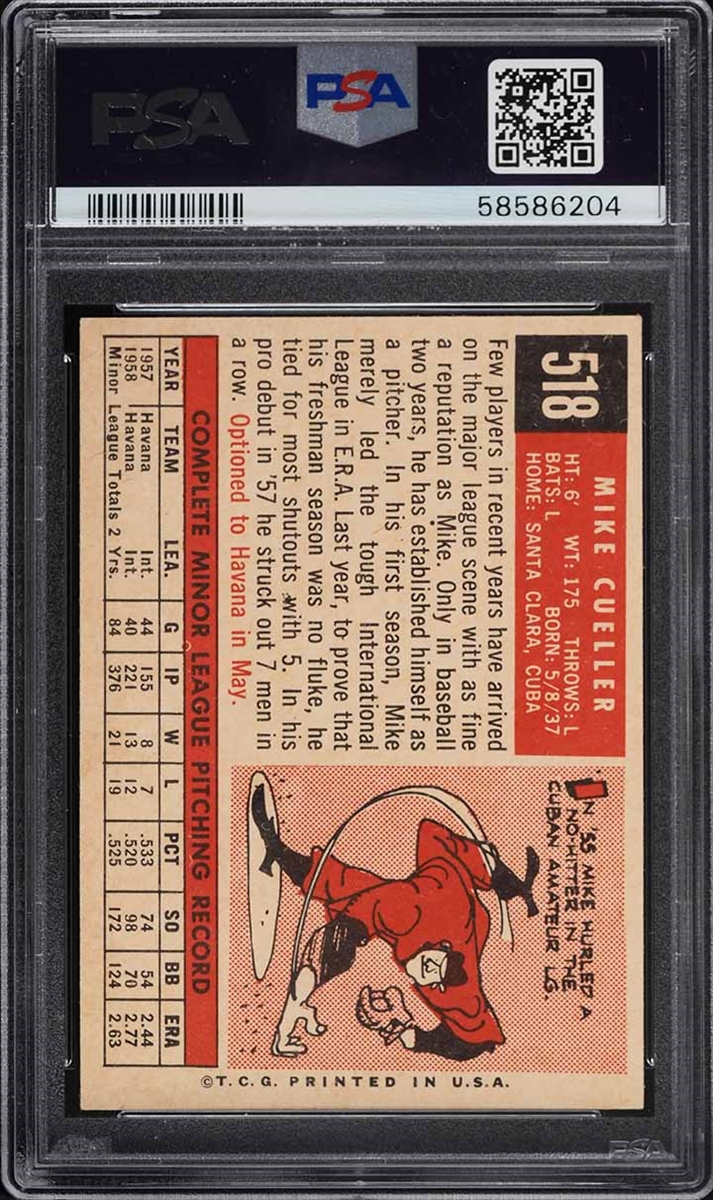 PSA
PSA
58586204
518
MIKE CUELLER
HT: 6' WT: 175 THROWS: L
BATS: L BORN: 5/8/37
HOME: SANTA CLARA, CUBA
Few players in recent years have arrived
on the major league scene with as fine
a reputation as Mike. Only in baseball
two years, he has established himself as
a pitcher. In his first season, Mike
merely led the tough International
League in E.R.A. Last year, to prove that
his freshman season was no fluke, he
tied for most shutouts with 5. In his
pro debut in '57 he struck out 7 men in
a row. Optioned to Havana in May.
IN '55 MIKE HURLED A
NO-HITTER IN THE
CUBAN AMATEUR LG.
COMPLETE MINOR LEAGUE PITCHING RECORD
YEAR TEAM LEA. G IP W L PCT SO BB ERA
1957 Havana Int. 44 155 8 7 .533 74 54 2.44
1958 Havana Int. 40 221 13 12 .520 98 70 2.77
Minor League Totals 2 Yrs. 84 376 21 19 .525 172 124 2.63
©T.C.G. PRINTED IN U.S.A.
PSA